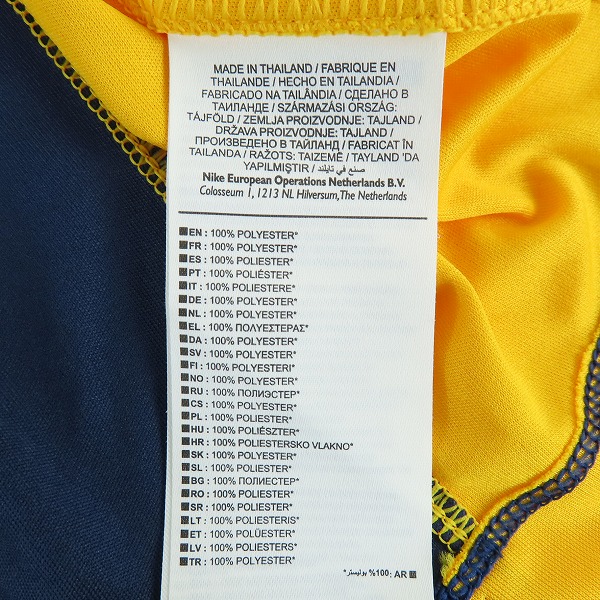 MADE IN THAILAND / FABRIQUE EN
THAÏLANDE / HECHO EN TAILANDIA /
FABRICADO NA TAILÂNDIA / СДЕЛАНО В
ТАИЛАНДЕ / SZÁRMAZÁSI ORSZÁG:
TÁJFÖLD / ZEMLJA PROIZVODNJE: TAJLAND /
DRŽAVA PROIZVODNJE: TAJLAND /
ПРОИЗВЕДЕНО В ТАЙЛАНД / FABRICAT ÎN
TAILANDA / RAŽOTS: TAIZEMĒ / TAYLAND 'DA
YAPILMIŞTIR / صنع في تايلند
Nike European Operations Netherlands B.V.
Colosseum 1, 1213 NL Hilversum, The Netherlands
EN : 100% POLYESTER*
FR : 100% POLYESTER*
ES : 100% POLIESTER*
PT : 100% POLIÉSTER*
IT : 100% POLIESTERE*
DE : 100% POLYESTER*
NL : 100% POLYESTER*
EL : 100% ΠΟΛΥΕΣΤΕΡΑΣ*
DA : 100% POLYESTER*
SV : 100% POLYESTER*
FI : 100% POLYESTERI*
NO : 100% POLYESTER*
RU : 100% ПОЛИЭСТЕР*
CS : 100% POLYESTER*
PL : 100% POLIESTER*
HU : 100% POLIÉSZTER*
HR : 100% POLIESTERSKO VLAKNO*
SK : 100% POLYESTER*
SL : 100% POLIESTER*
BG : 100% ПОЛИЕСТЕР*
RO : 100% POLIESTER*
SR : 100% POLIESTER*
LT : 100% POLIESTERIS*
ET : 100% POLÜESTER*
LV : 100% POLIESTERS*
TR : 100% POLYESTER*
AR : 100% بوليستر*